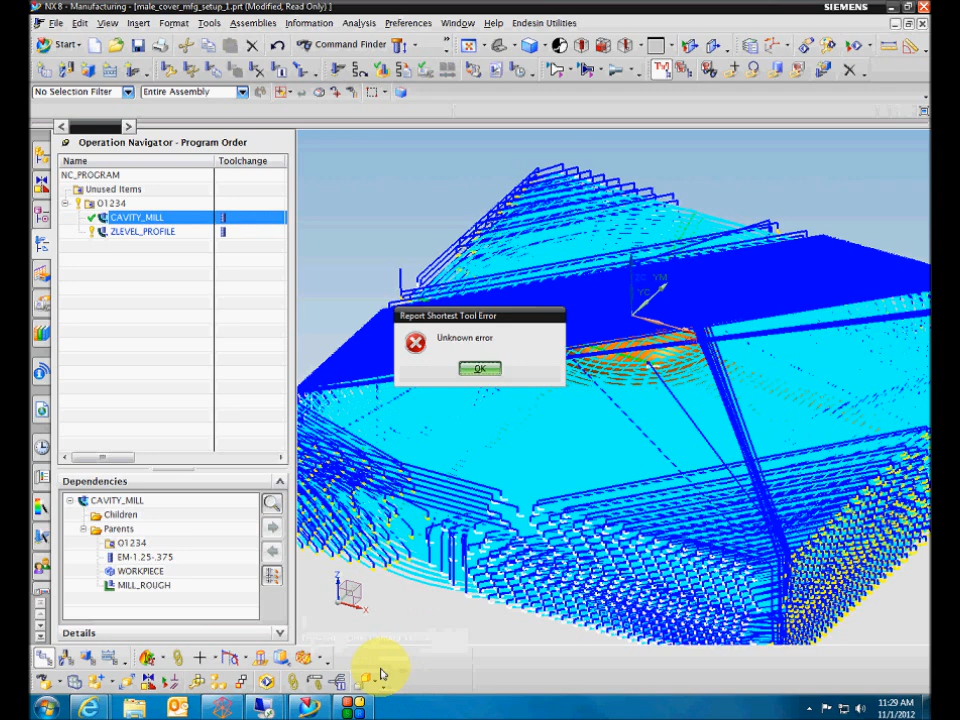 NX 8 - Manufacturing - [male_cover_mfg_setup_1.prt (Modified, Read Only) ]
SIEMENS
File Edit View Insert Format Tools Assemblies Information Analysis Preferences Window Help Endesin Utilities
Start Command Finder
No Selection Filter Entire Assembly
Operation Navigator - Program Order
Name Toolchange
NC_PROGRAM
Unused Items
O1234
CAVITY_MILL
ZLEVEL_PROFILE
ZC YM
YC
Report Shortest Tool Error
Unknown error
OK
Dependencies
CAVITY_MILL
Children
Parents
O1234
EM-1.25-.375
WORKPIECE
MILL_ROUGH
Details
Z
X
11:29 AM
11/1/2012